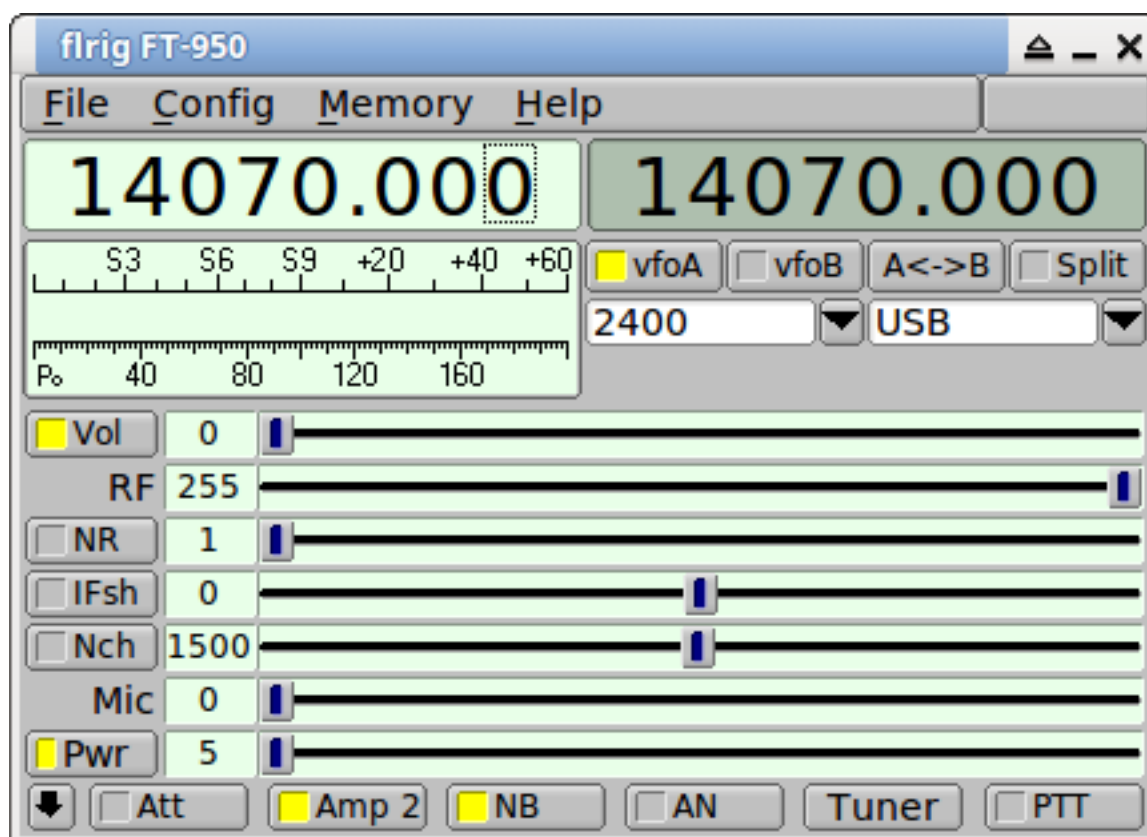 flrig FT-950
File Config Memory Help
14070.000 14070.000
S3 S6 S9 +20 +40 +60
vfoA vfoB A<->B Split
2400 USB
Po 40 80 120 160
Vol 0
RF 255
NR 1
IFsh 0
Nch 1500
Mic 0
Pwr 5
Att Amp 2 NB AN Tuner PTT